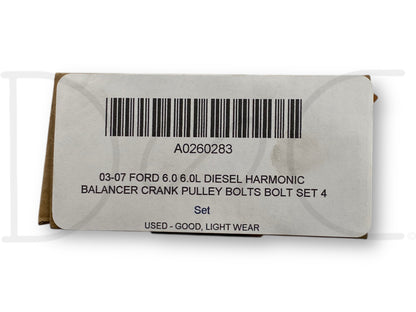 A0260283
03-07 FORD 6.0 6.0L DIESEL HARMONIC
BALANCER CRANK PULLEY BOLTS BOLT SET 4
Set
USED - GOOD, LIGHT WEAR